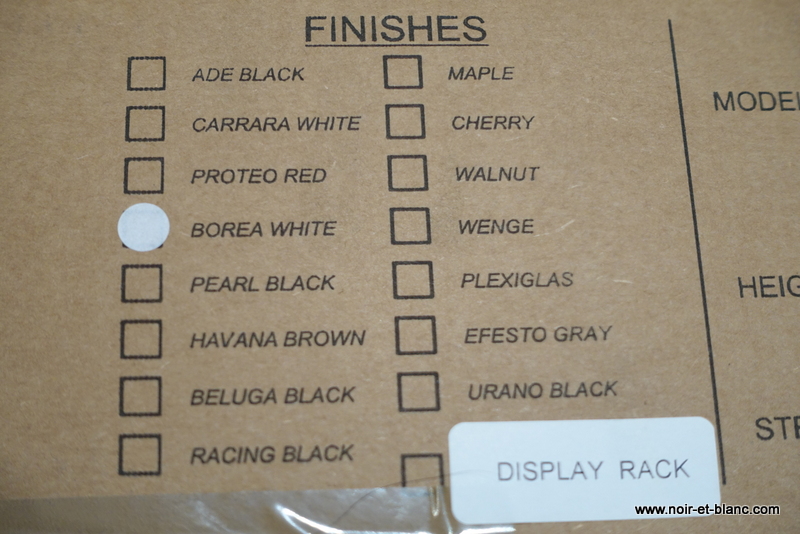 FINISHES
ADE BLACK
CARRARA WHITE
PROTEO RED
BOREA WHITE
PEARL BLACK
HAVANA BROWN
BELUGA BLACK
RACING BLACK
MAPLE
CHERRY
WALNUT
WENGE
PLEXIGLAS
EFESTO GRAY
URANO BLACK
DISPLAY RACK
MODEL
HEIG
STE
www.noir-et-blanc.com